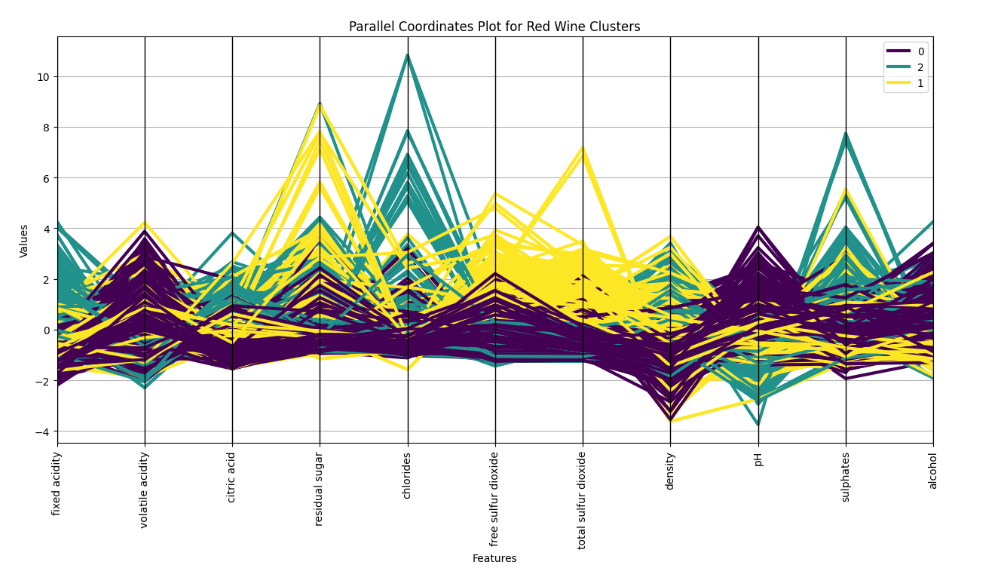 Parallel Coordinates Plot for Red Wine Clusters
0
2
1
10
8
6
4
2
0
−2
−4
Values
fixed acidity
volatile acidity
citric acid
residual sugar
chlorides
free sulfur dioxide
total sulfur dioxide
density
pH
sulphates
alcohol
Features